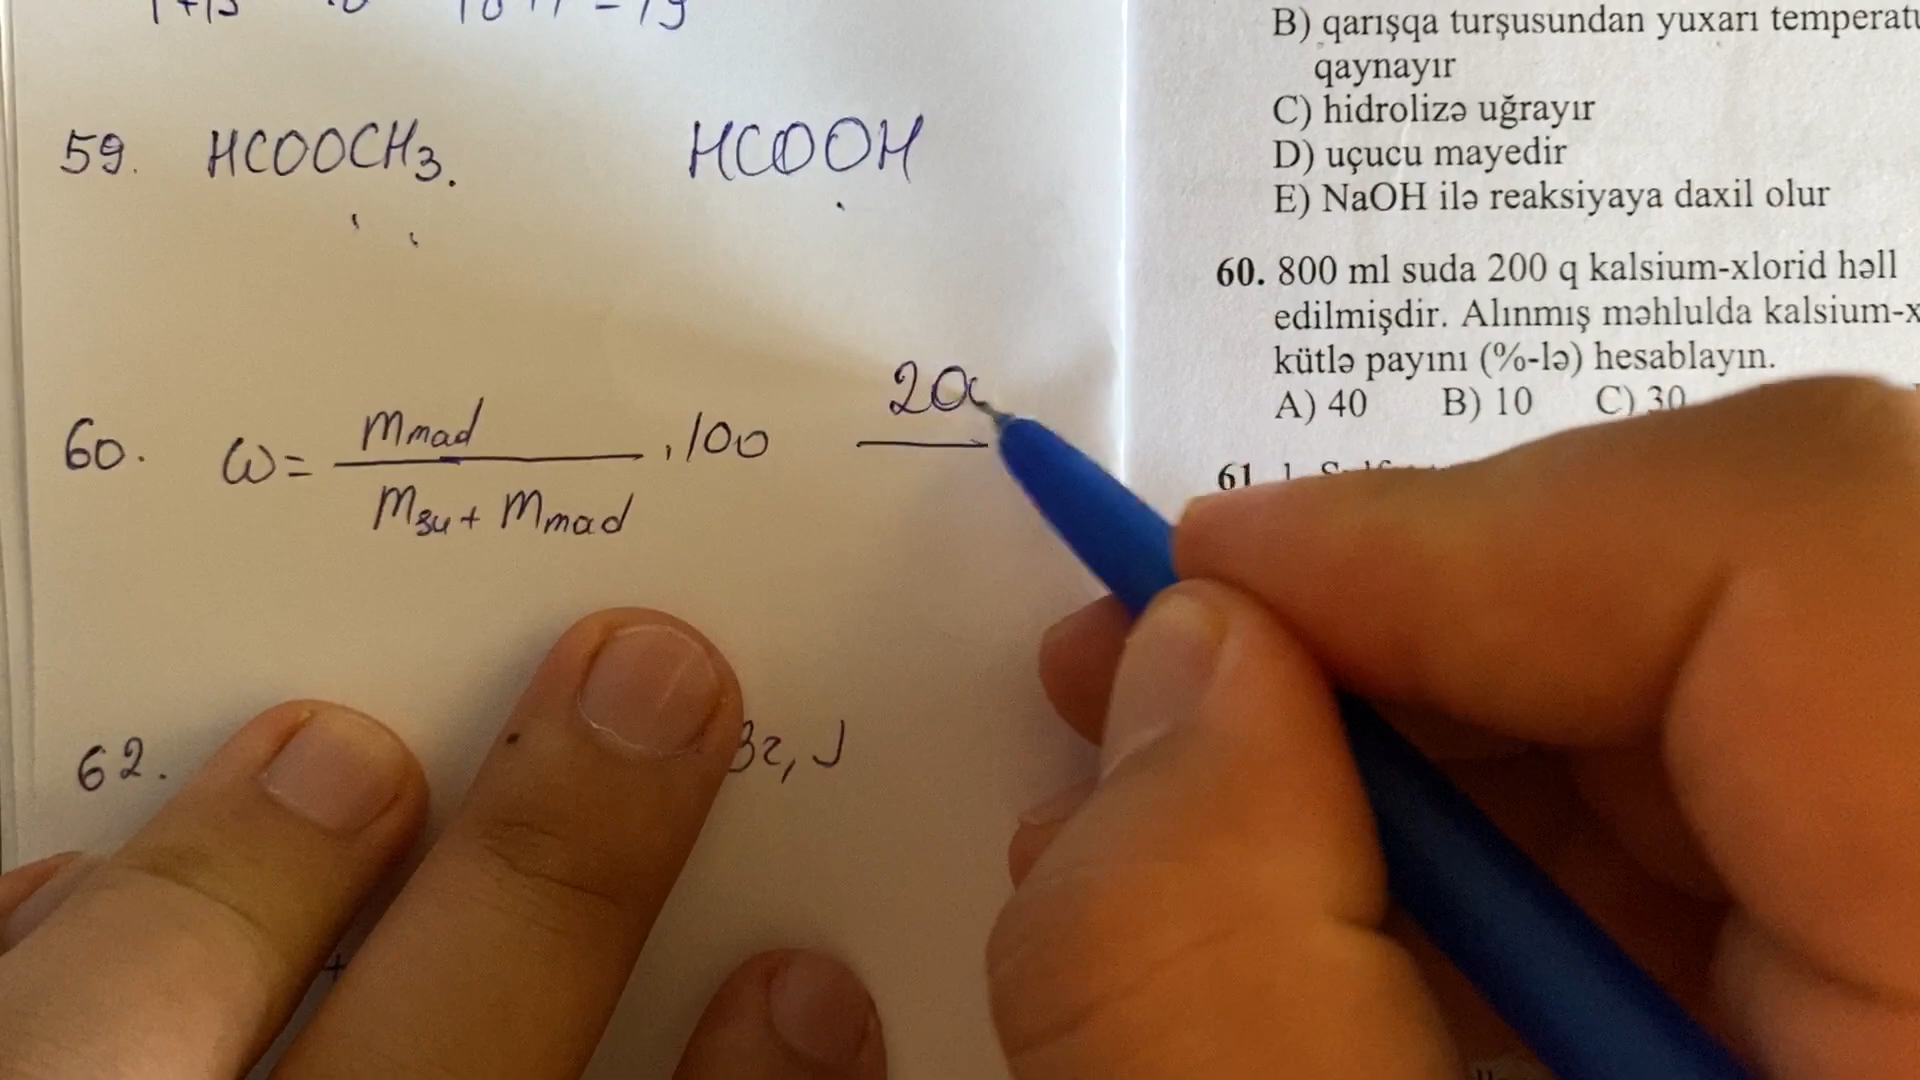 59. HCOOCH3. HCOOH
60. ω= mmad / msu + mmad .100 20
62.
B) qarışqa turşusundan yuxarı
qaynayır
C) hidrolizə uğrayır
D) uçucu mayedir
E) NaOH ilə reaksiyaya daxil olur
60. 800 ml suda 200 q kalsium-xlorid həll
edilmişdir. Alınmış məhlulda kalsium-x
kütlə payını (%-lə) hesablayın.
A) 40 B) 10 C) 30
61